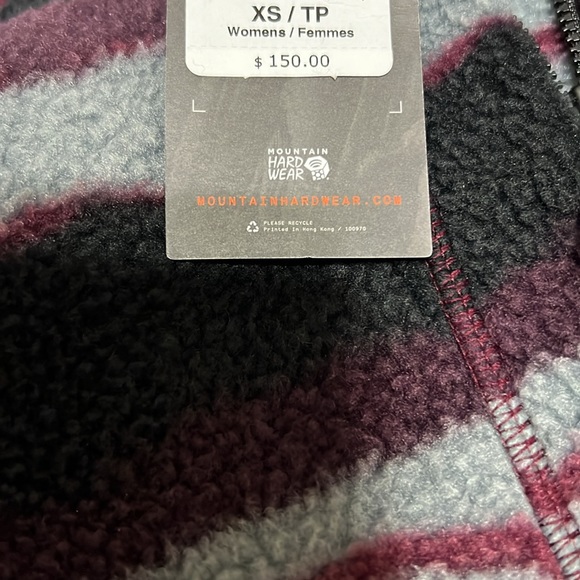 XS / TP
Womens / Femmes
$ 150.00
MOUNTAIN
HARD
WEAR
MOUNTAINHARDWEAR.COM
PLEASE RECYCLE
Printed in Hong Kong / 100970